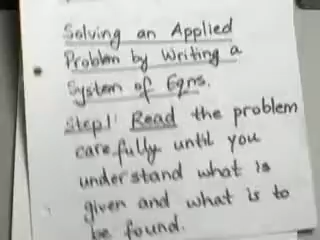 Solving an Applied
Problem by Writing a
System of Eqns.
Step 1: Read the problem
carefully until you
understand what is
given and what is to
be found.